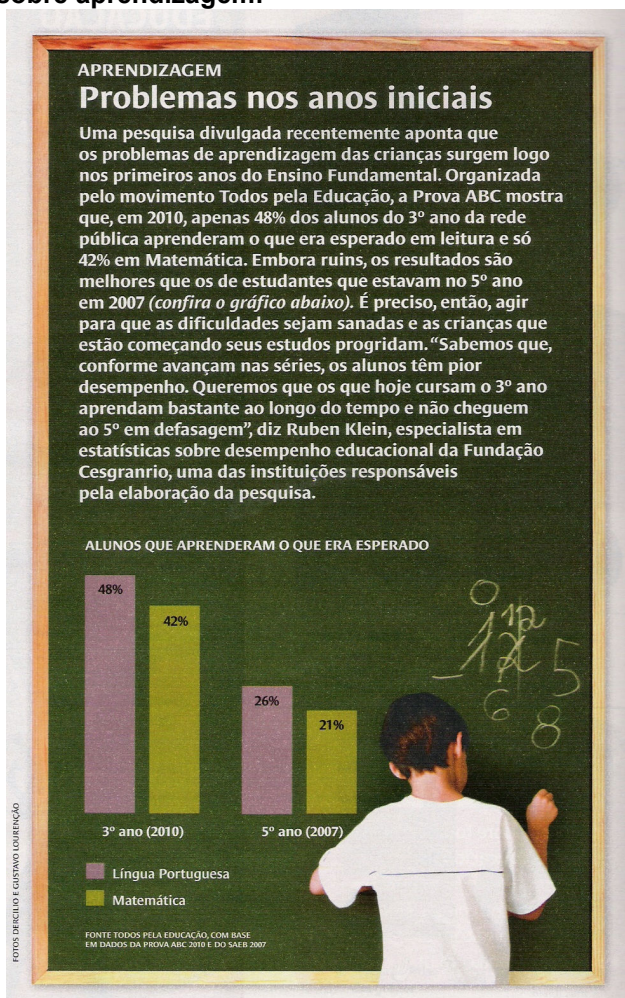 sobre aprendizagem.
APRENDIZAGEM
Problemas nos anos iniciais
Uma pesquisa divulgada recentemente aponta que
os problemas de aprendizagem das crianças surgem logo
nos primeiros anos do Ensino Fundamental. Organizada
pelo movimento Todos pela Educação, a Prova ABC mostra
que, em 2010, apenas 48% dos alunos do 3º ano da rede
pública aprenderam o que era esperado em leitura e só
42% em Matemática. Embora ruins, os resultados são
melhores que os de estudantes que estavam no 5º ano
em 2007 (confira o gráfico abaixo). É preciso, então, agir
para que as dificuldades sejam sanadas e as crianças que
estão começando seus estudos progridam. “Sabemos que,
conforme avançam nas séries, os alunos têm pior
desempenho. Queremos que os que hoje cursam o 3º ano
aprendam bastante ao longo do tempo e não cheguem
ao 5º em defasagem”, diz Ruben Klein, especialista em
estatísticas sobre desempenho educacional da Fundação
Cesgranrio, uma das instituições responsáveis
pela elaboração da pesquisa.
ALUNOS QUE APRENDERAM O QUE ERA ESPERADO
48%
42%
26%
21%
3º ano (2010) 5º ano (2007)
Língua Portuguesa
Matemática
FONTE TODOS PELA EDUCAÇÃO, COM BASE
EM DADOS DA PROVA ABC 2010 E DO SAEB 2007
0
1 12
5
– 
6 8
FOTOS DERCILIO E GUSTAVO LOURENÇÃO